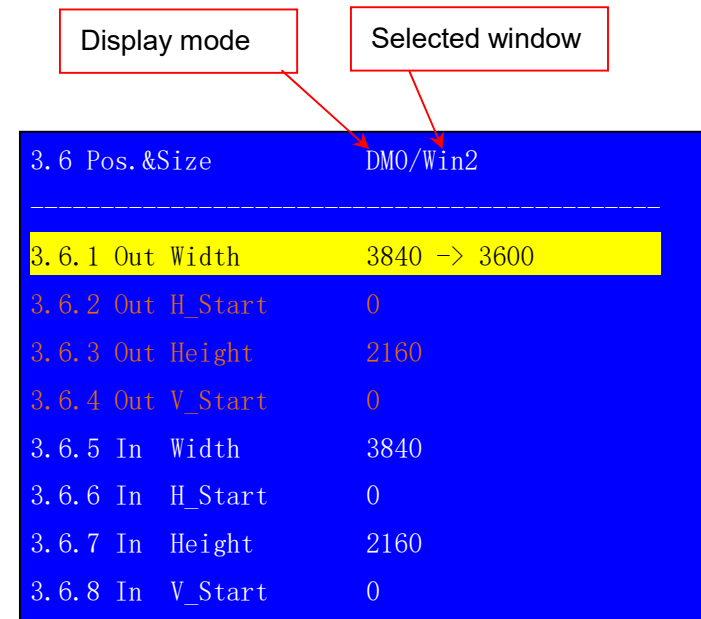 Display mode
Selected window
3.6 Pos.&Size DM0/Win2
---------------------------------------------
3.6.1 Out Width 3840 -> 3600
3.6.2 Out H_Start 0
3.6.3 Out Height 2160
3.6.4 Out V_Start 0
3.6.5 In Width 3840
3.6.6 In H_Start 0
3.6.7 In Height 2160
3.6.8 In V_Start 0